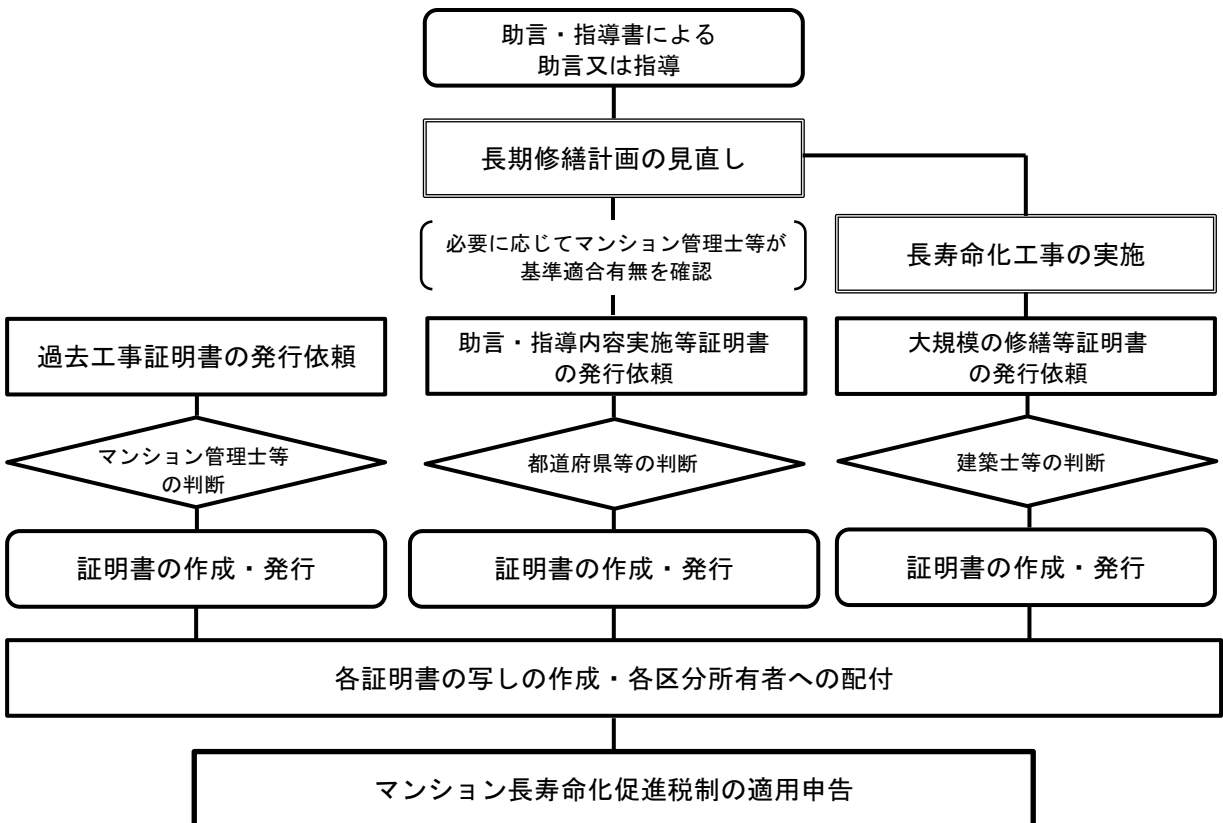 助言・指導書による
助言又は指導
長期修繕計画の見直し
必要に応じてマンション管理士等が
基準適合有無を確認
長寿命化工事の実施
過去工事証明書の発行依頼
助言・指導内容実施等証明書
の発行依頼
大規模の修繕等証明書
の発行依頼
マンション管理士等
の判断
都道府県等の判断
建築士等の判断
証明書の作成・発行
証明書の作成・発行
証明書の作成・発行
各証明書の写しの作成・各区分所有者への配付
マンション長寿命化促進税制の適用申告